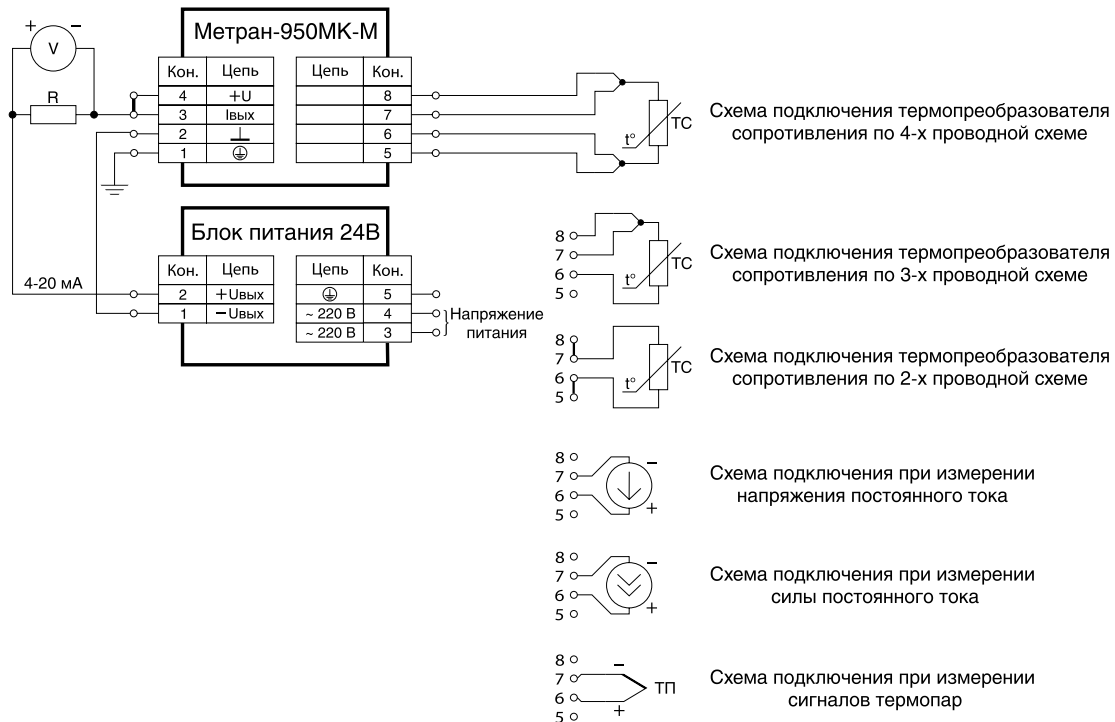 + −
V
R
4-20 мА
Метран-950МК-М
Кон. Цепь Цепь Кон.
4 +U 8
3 Iвых 7
2 ⊥ 6
1 5
Блок питания 24В
Кон. Цепь Цепь Кон.
2 +Uвых 5
1 −Uвых ~ 220 В 4
~ 220 В 3
Напряжение
питания
t° ТС
Схема подключения термопреобразователя
сопротивления по 4-х проводной схеме
8
7
6
5
t° ТС
Схема подключения термопреобразователя
сопротивления по 3-х проводной схеме
8
7
6
5
t° ТС
Схема подключения термопреобразователя
сопротивления по 2-х проводной схеме
8
7
6
5
−
+
Схема подключения при измерении
напряжения постоянного тока
8
7
6
5
−
+
Схема подключения при измерении
силы постоянного тока
8
7
6
5
−
+
ТП
Схема подключения при измерении
сигналов термопар